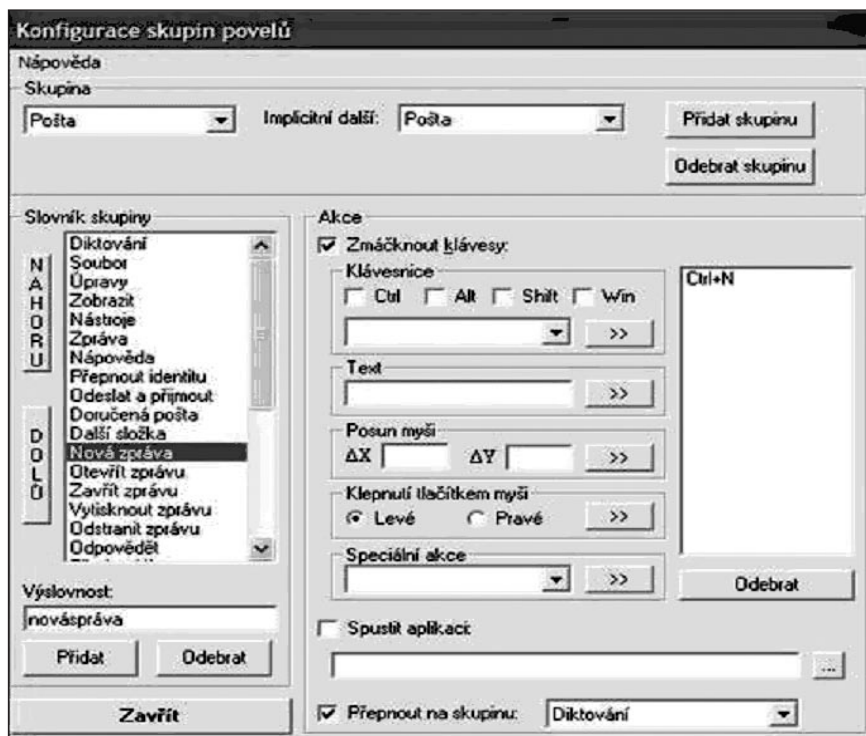 Konfigurace skupin povelů
Nápověda
Skupina
Pošta
Implicitní další:
Pošta
Přidat skupinu
Odebrat skupinu
Slovník skupiny
NAHORU
DOLŮ
Diktování
Soubor
Úpravy
Zobrazit
Nástroje
Zpráva
Nápověda
Přepnout identitu
Odeslat a přijmout
Doručená pošta
Další složka
Nová zpráva
Otevřít zprávu
Zavřít zprávu
Vytisknout zprávu
Odstranit zprávu
Odpovědět
Výslovnost:
nováspráva
Přidat
Odebrat
Zavřít
Akce
Zmáčknout klávesy:
Klávesnice
Ctrl
Alt
Shift
Win
>>
Text
>>
Posun myši
ΔX
ΔY
>>
Klepnutí tlačítkem myši
Levé
Pravé
>>
Speciální akce
>>
Ctrl+N
Odebrat
Spustit aplikaci:
...
Přepnout na skupinu:
Diktování